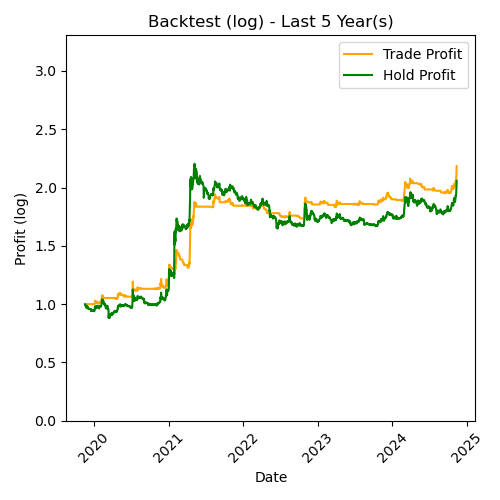 Backtest (log) - Last 5 Year(s)
Trade Profit
Hold Profit
3.0
2.5
2.0
1.5
1.0
0.5
0.0
Profit (log)
2020
2021
2022
2023
2024
2025
Date